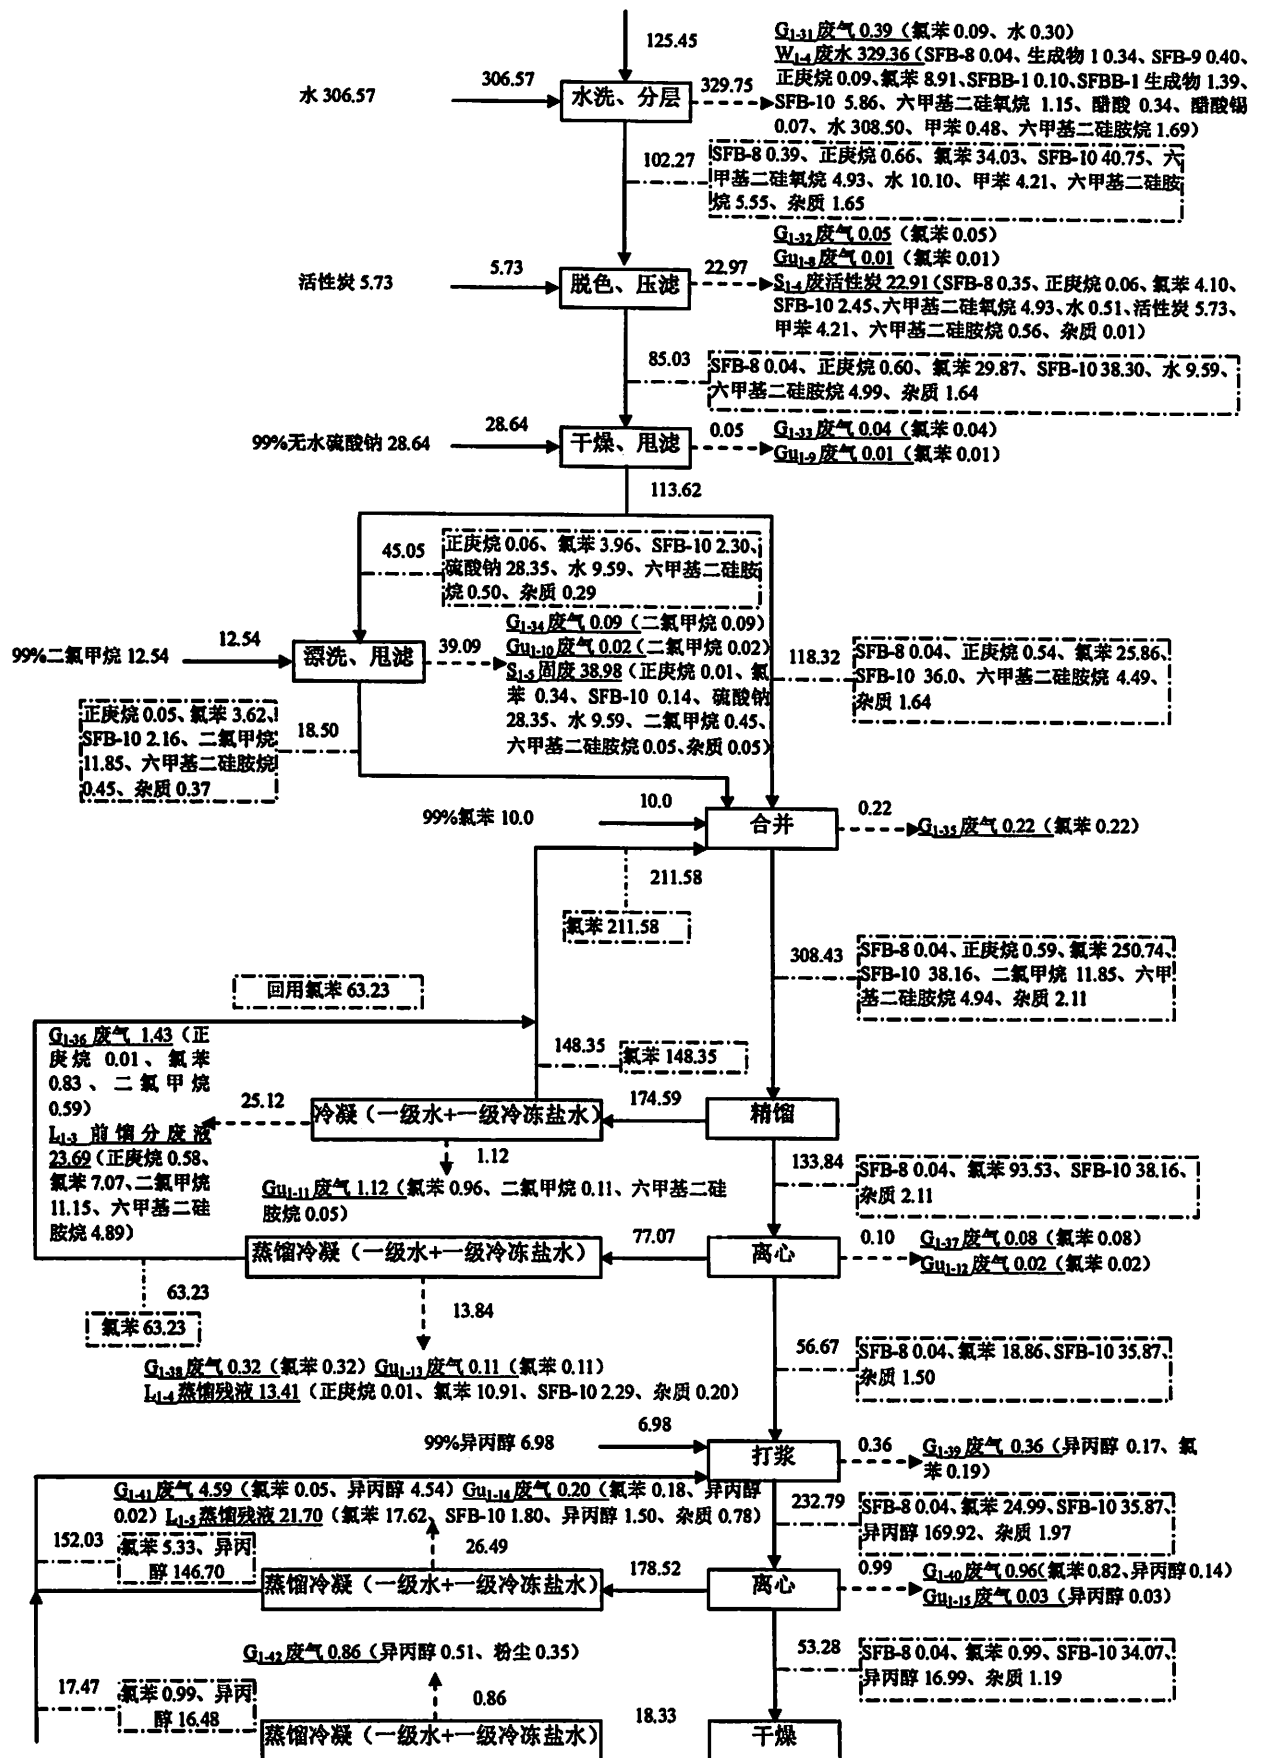 125.45
G1-31废气 0.39（氯苯 0.09、水 0.30）
W1-4废水 329.36（SFB-8 0.04、生成物 1 0.34、SFB-9 0.40、
正庚烷 0.09、氯苯 8.91、SFBB-1 0.10、SFBB-1 生成物 1.39、
SFB-10 5.86、六甲基二硅氧烷 1.15、醋酸 0.34、醋酸锡
0.07、水 308.50、甲苯 0.48、六甲基二硅胺烷 1.69）
水 306.57
306.57
水洗、分层
329.75
102.27
SFB-8 0.39、正庚烷 0.66、氯苯 34.03、SFB-10 40.75、六
甲基二硅氧烷 4.93、水 10.10、甲苯 4.21、六甲基二硅胺
烷 5.55、杂质 1.65
G1-32废气 0.05（氯苯 0.05）
Gu1-8废气 0.01（氯苯 0.01）
S1-4废活性炭 22.91（SFB-8 0.35、正庚烷 0.06、氯苯 4.10、
SFB-10 2.45、六甲基二硅氧烷 4.93、水 0.51、活性炭 5.73、
甲苯 4.21、六甲基二硅胺烷 0.56、杂质 0.01）
活性炭 5.73
5.73
脱色、压滤
22.97
85.03
SFB-8 0.04、正庚烷 0.60、氯苯 29.87、SFB-10 38.30、水 9.59、
六甲基二硅胺烷 4.99、杂质 1.64
99%无水硫酸钠 28.64
28.64
干燥、甩滤
0.05
G1-33废气 0.04（氯苯 0.04）
Gu1-9废气 0.01（氯苯 0.01）
113.62
45.05
正庚烷 0.06、氯苯 3.96、SFB-10 2.30、
硫酸钠 28.35、水 9.59、六甲基二硅胺
烷 0.50、杂质 0.29
99%二氯甲烷 12.54
12.54
漂洗、甩滤
39.09
G1-34废气 0.09（二氯甲烷 0.09）
Gu1-10废气 0.02（二氯甲烷 0.02）
S1-5固废 38.98（正庚烷 0.01、氯
苯 0.34、SFB-10 0.14、硫酸钠
28.35、水 9.59、二氯甲烷 0.45、
六甲基二硅胺烷 0.05、杂质 0.05）
118.32
SFB-8 0.04、正庚烷 0.54、氯苯 25.86、
SFB-10 36.0、六甲基二硅胺烷 4.49、
杂质 1.64
正庚烷 0.05、氯苯 3.62、
SFB-10 2.16、二氯甲烷
11.85、六甲基二硅胺烷
0.45、杂质 0.37
18.50
99%氯苯 10.0
10.0
合并
0.22
G1-35废气 0.22（氯苯 0.22）
211.58
氯苯 211.58
308.43
SFB-8 0.04、正庚烷 0.59、氯苯 250.74、
SFB-10 38.16、二氯甲烷 11.85、六甲
基二硅胺烷 4.94、杂质 2.11
回用氯苯 63.23
G1-36废气 1.43（正
庚烷 0.01、氯苯
0.83、二氯甲烷
0.59）
L1-3前馏分废液
23.69（正庚烷 0.58、
氯苯 7.07、二氯甲烷
11.15、六甲基二硅
胺烷 4.89）
148.35
氯苯 148.35
25.12
冷凝（一级水+一级冷冻盐水）
174.59
精馏
1.12
Gu1-11废气 1.12（氯苯 0.96、二氯甲烷 0.11、六甲基二硅
胺烷 0.05）
133.84
SFB-8 0.04、氯苯 93.53、SFB-10 38.16、
杂质 2.11
蒸馏冷凝（一级水+一级冷冻盐水）
77.07
离心
0.10
G1-37废气 0.08（氯苯 0.08）
Gu1-12废气 0.02（氯苯 0.02）
63.23
氯苯 63.23
13.84
G1-38废气 0.32（氯苯 0.32）Gu1-13废气 0.11（氯苯 0.11）
L1-4蒸馏残液 13.41（正庚烷 0.01、氯苯 10.91、SFB-10 2.29、杂质 0.20）
56.67
SFB-8 0.04、氯苯 18.86、SFB-10 35.87、
杂质 1.50
99%异丙醇 6.98
6.98
打浆
0.36
G1-39废气 0.36（异丙醇 0.17、氯
苯 0.19）
G1-41废气 4.59（氯苯 0.05、异丙醇 4.54）Gu1-14废气 0.20（氯苯 0.18、异丙醇
0.02）L1-5蒸馏残液 21.70（氯苯 17.62、SFB-10 1.80、异丙醇 1.50、杂质 0.78）
232.79
SFB-8 0.04、氯苯 24.99、SFB-10 35.87、
异丙醇 169.92、杂质 1.97
152.03
氯苯 5.33、异丙
醇 146.70
26.49
蒸馏冷凝（一级水+一级冷冻盐水）
178.52
离心
0.99
G1-40废气 0.96（氯苯 0.82、异丙醇 0.14）
Gu1-15废气 0.03（异丙醇 0.03）
G1-42废气 0.86（异丙醇 0.51、粉尘 0.35）
53.28
SFB-8 0.04、氯苯 0.99、SFB-10 34.07、
异丙醇 16.99、杂质 1.19
17.47
氯苯 0.99、异丙
醇 16.48
0.86
蒸馏冷凝（一级水+一级冷冻盐水）
18.33
干燥